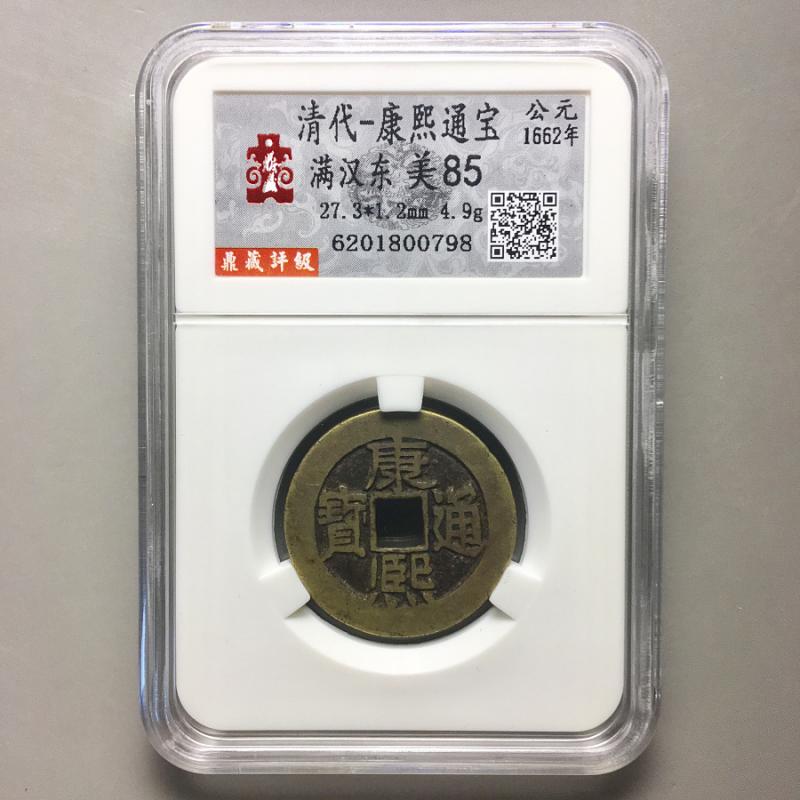 清代-康熙通宝
公元
1662年
满汉东 美85
27.3*1.2mm 4.9g
6201800798
鼎藏評級
康熙通寶